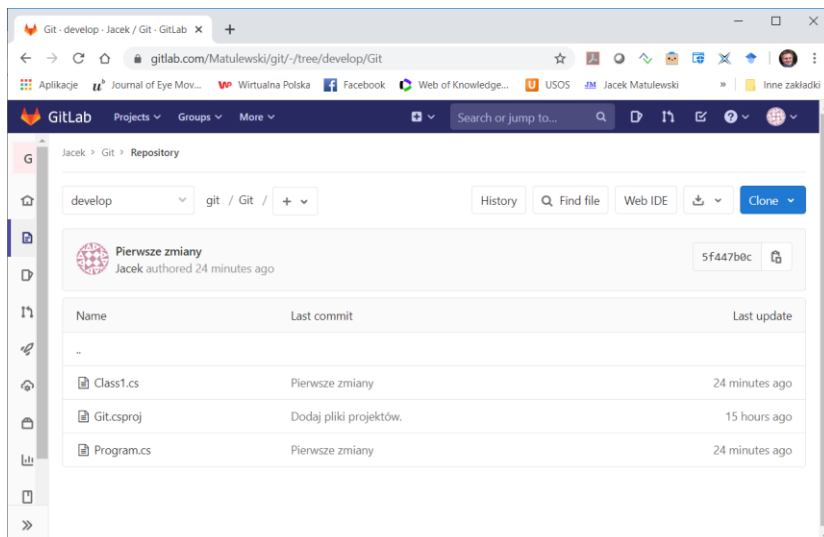 Git · develop · Jacek / Git · GitLab
gitlab.com/Matulewski/git/-/tree/develop/Git
Aplikacje Journal of Eye Mov... Wirtualna Polska Facebook Web of Knowledge... USOS JM Jacek Matulewski » Inne zakładki
GitLab Projects Groups More Search or jump to...
G Jacek > Git > Repository
develop git / Git / + History Find file Web IDE Clone
Pierwsze zmiany
Jacek authored 24 minutes ago
5f447b0c
Name Last commit Last update
..
Class1.cs Pierwsze zmiany 24 minutes ago
Git.csproj Dodaj pliki projektów. 15 hours ago
Program.cs Pierwsze zmiany 24 minutes ago